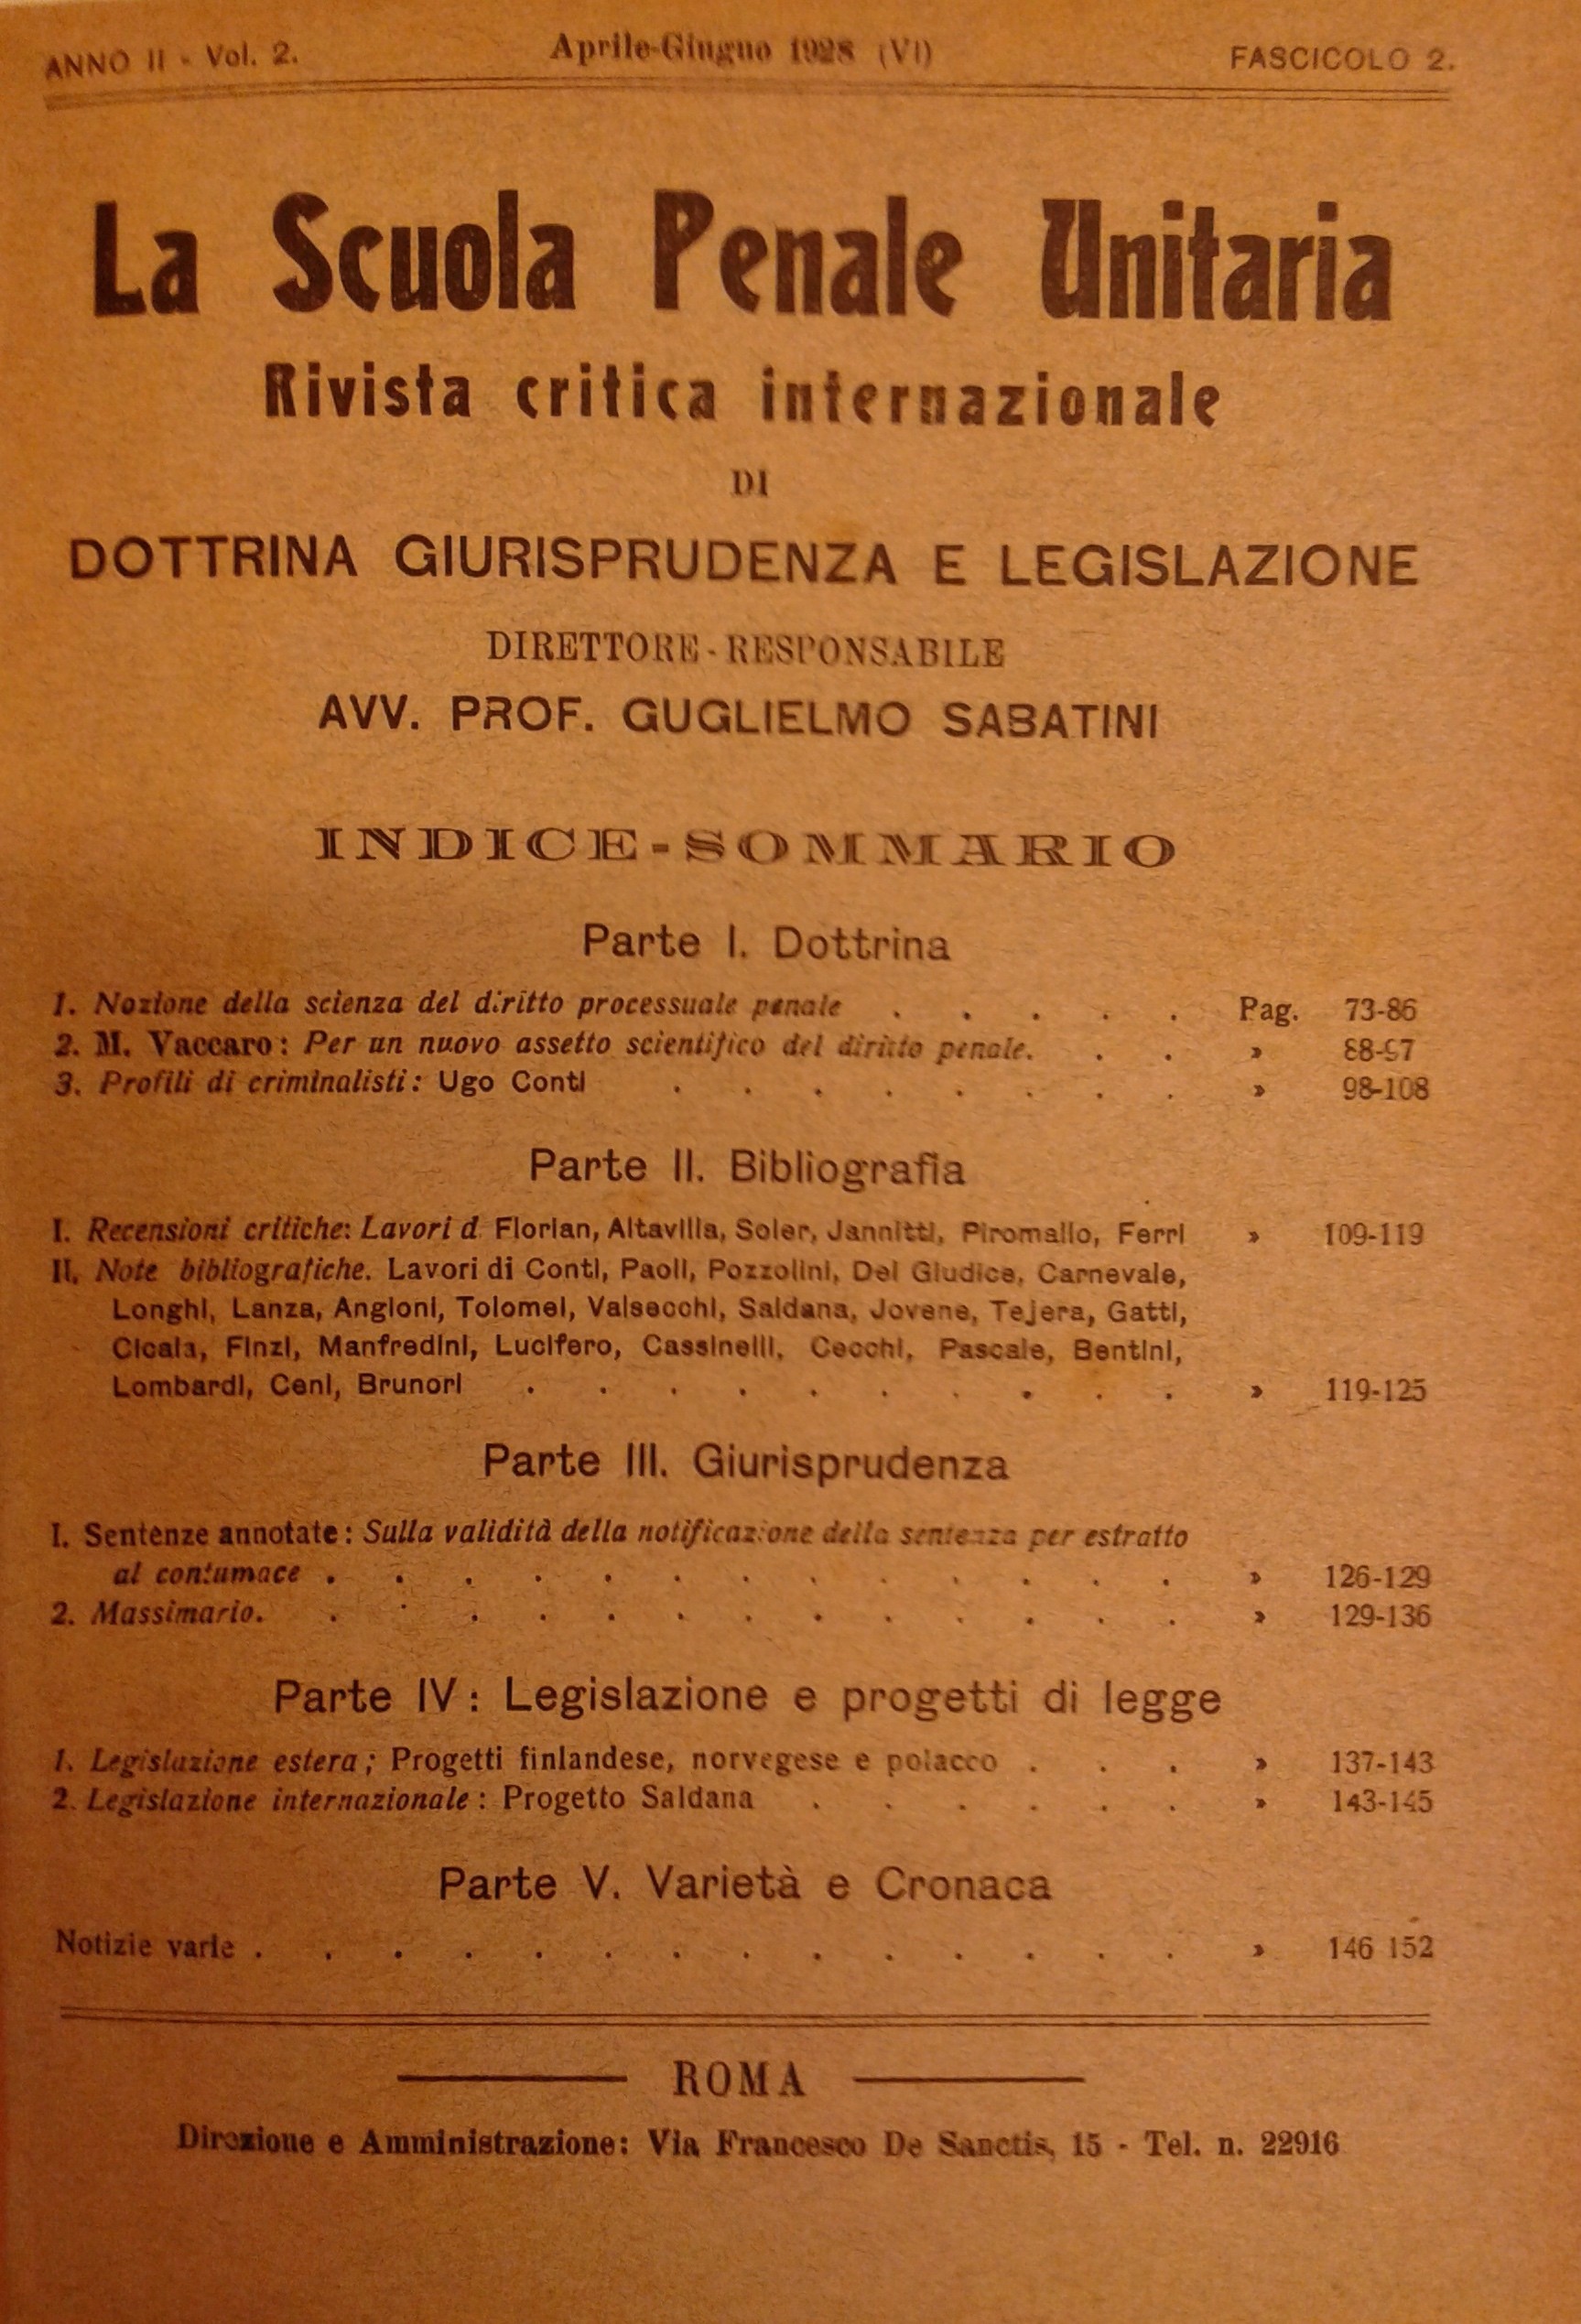 ANNO II - Vol. 2.
Aprile-Giugno 1928 (VI)
FASCICOLO 2.
La Scuola Penale Unitaria
Rivista critica internazionale
DI
DOTTRINA GIURISPRUDENZA E LEGISLAZIONE
DIRETTORE - RESPONSABILE
AVV. PROF. GUGLIELMO SABATINI
INDICE-SOMMARIO
Parte I. Dottrina
1. Nozione della scienza del diritto processuale penale . . . . . Pag. 73-86
2. M. Vaccaro: Per un nuovo assetto scientifico del diritto penale. . . » 88-97
3. Profili di criminalisti: Ugo Conti . . . . . . . . » 98-108
Parte II. Bibliografia
I. Recensioni critiche: Lavori d Florian, Altavilla, Soler, Jannitti, Piromallo, Ferri » 109-119
II. Note bibliografiche. Lavori di Conti, Paoli, Pozzolini, Del Giudice, Carnevale,
Longhi, Lanza, Angioni, Tolomei, Valsecchi, Saldana, Jovene, Tejera, Gatti,
Cicala, Finzi, Manfredini, Lucifero, Cassinelli, Cecchi, Pascale, Bentini,
Lombardi, Ceni, Brunori . . . . . . . . . . » 119-125
Parte III. Giurisprudenza
I. Sentenze annotate: Sulla validità della notificazione della sentenza per estratto
al contumace . . . . . . . . . . . . . » 126-129
2. Massimario. . . . . . . . . . . . . . » 129-136
Parte IV: Legislazione e progetti di legge
1. Legislazione estera; Progetti finlandese, norvegese e polacco . . . » 137-143
2. Legislazione internazionale: Progetto Saldana . . . . . . » 143-145
Parte V. Varietà e Cronaca
Notizie varie . . . . . . . . . . . . . . » 146 152
ROMA
Direzione e Amministrazione: Via Francesco De Sanctis, 15 - Tel. n. 22916